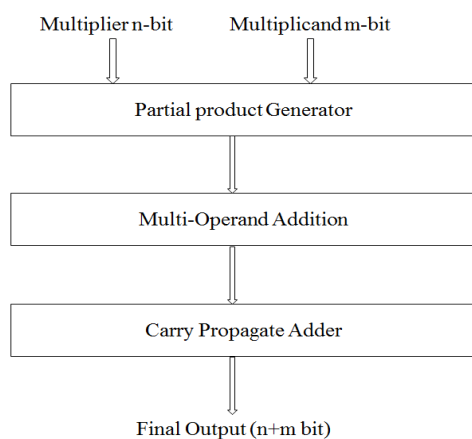 Multiplier n-bit
Multiplicand m-bit
Partial product Generator
Multi-Operand Addition
Carry Propagate Adder
Final Output (n+m bit)